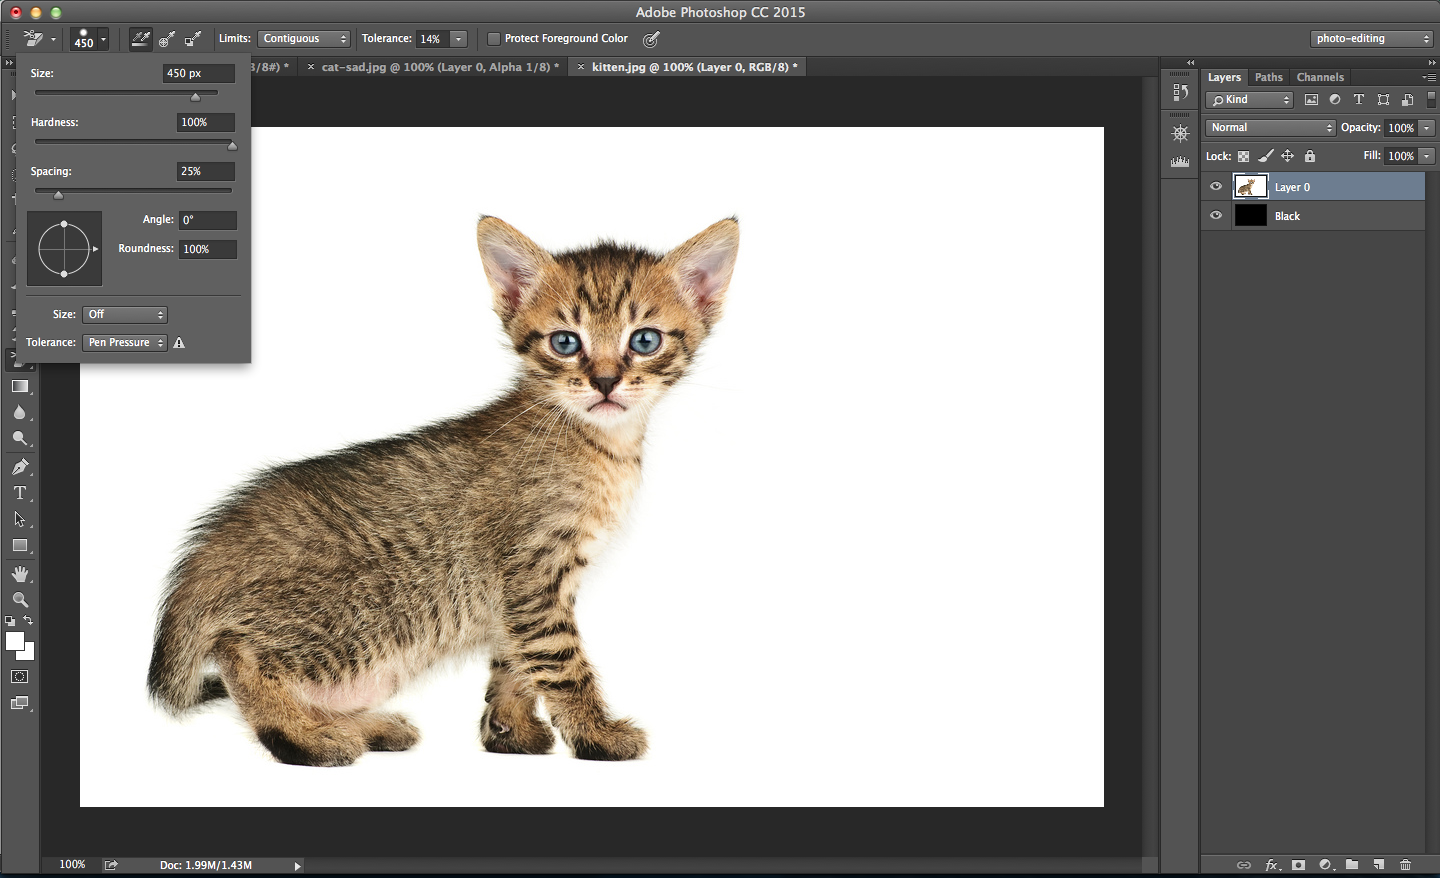 Adobe Photoshop CC 2015
450 Limits: Contiguous Tolerance: 14% Protect Foreground Color photo-editing
/8#) * × cat-sad.jpg @ 100% (Layer 0, Alpha 1/8) * × kitten.jpg @ 100% (Layer 0, RGB/8) *
Size: 450 px
Hardness: 100%
Spacing: 25%
Angle: 0°
Roundness: 100%
Size: Off
Tolerance: Pen Pressure
Layers Paths Channels
Kind
Normal Opacity: 100%
Lock: Fill: 100%
Layer 0
Black
100% Doc: 1.99M/1.43M